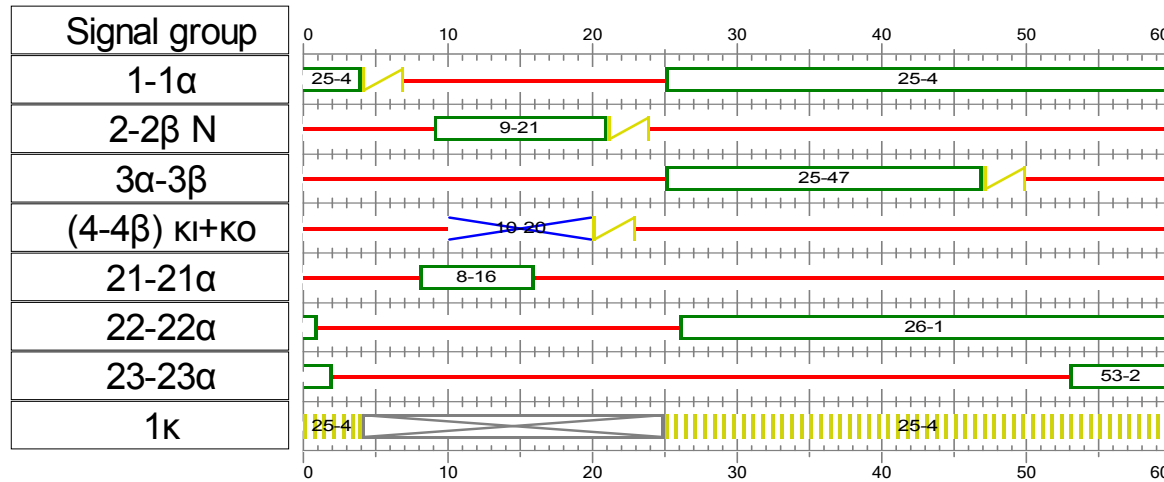 Signal group 0 10 20 30 40 50 60
1-1α 25-4 25-4
2-2β N 9-21
3α-3β 25-47
(4-4β) κι+κο 10-20
21-21α 8-16
22-22α 26-1
23-23α 53-2
1κ 25-4 25-4
0 10 20 30 40 50 60